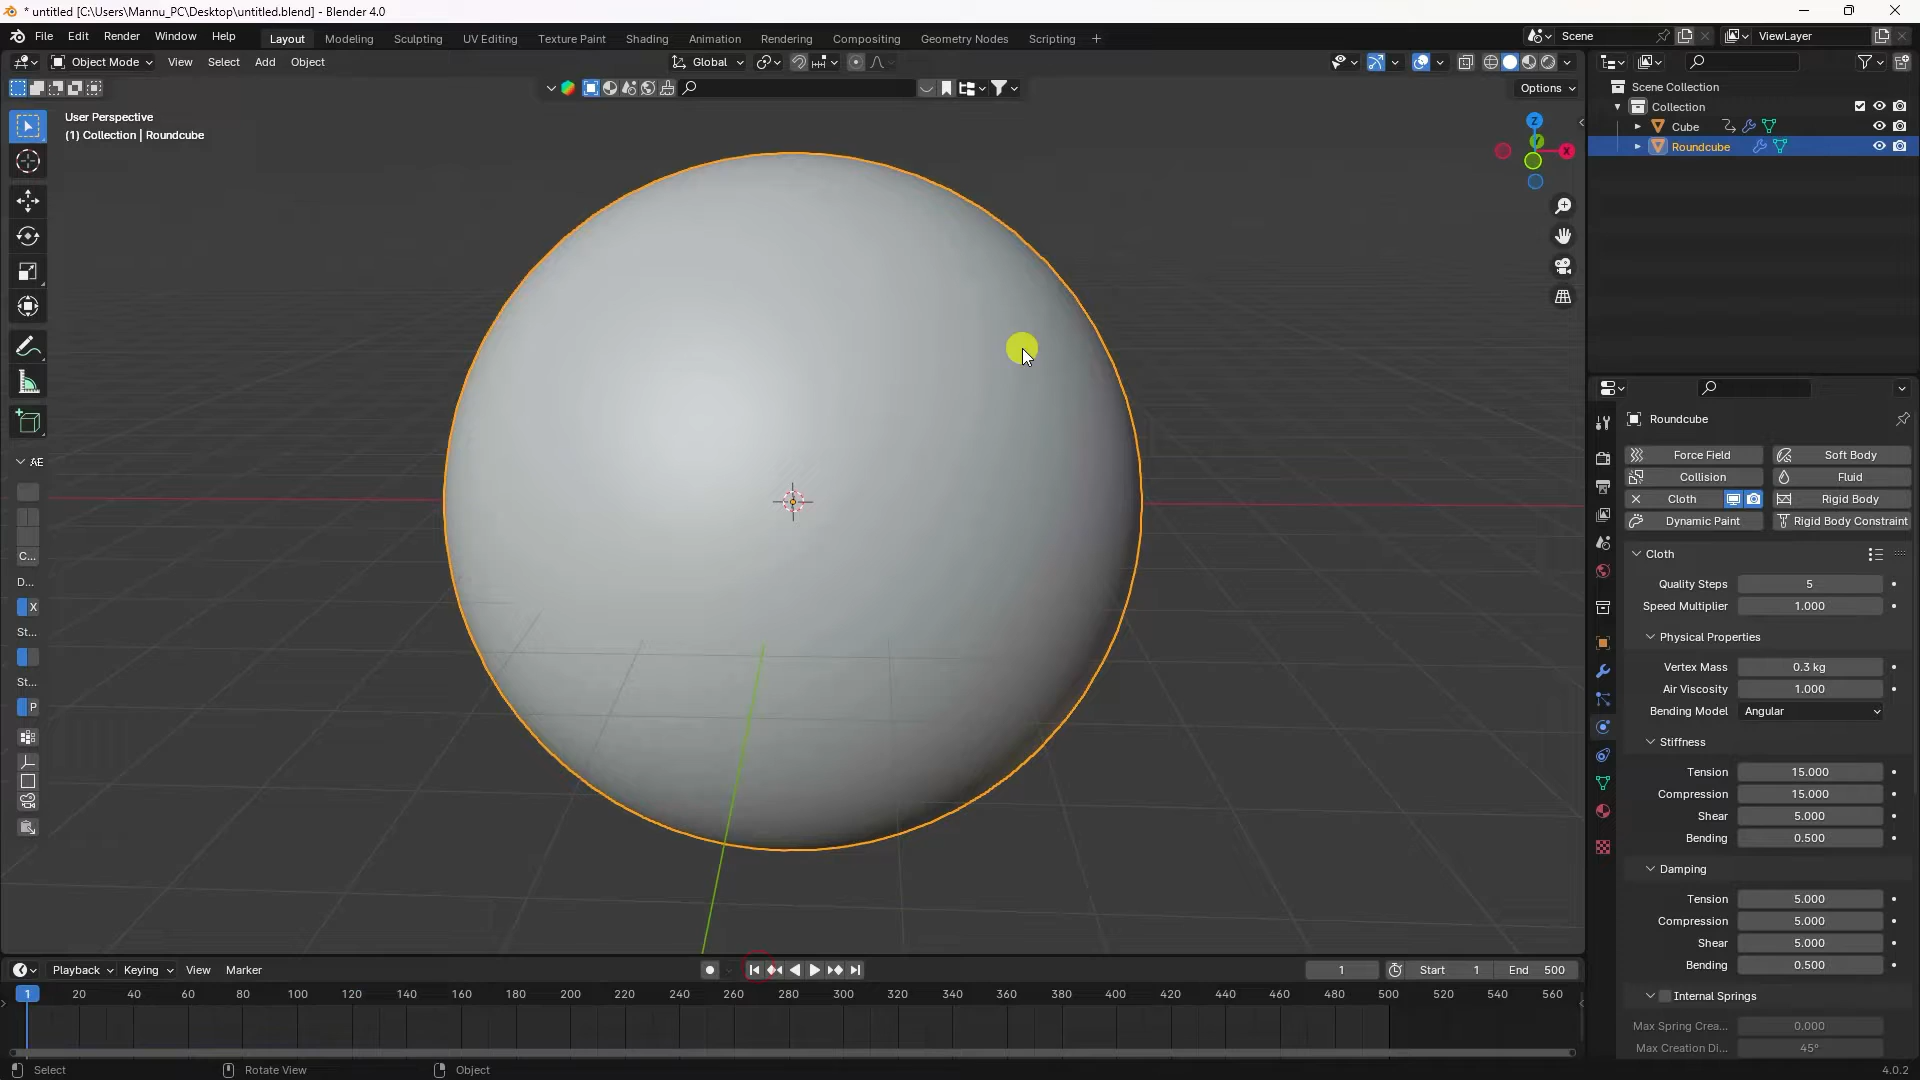 * untitled [C:\Users\Mannu_PC\Desktop\untitled.blend] - Blender 4.0
File Edit Render Window Help Layout Modeling Sculpting UV Editing Texture Paint Shading Animation Rendering Compositing Geometry Nodes Scripting + Scene ViewLayer
Object Mode View Select Add Object Global
Options
User Perspective
(1) Collection | Roundcube
Z
Y
X
Scene Collection
Collection
Cube
Roundcube
AE
C...
D...
X
St...
St...
P
Roundcube
Force Field Soft Body
Collision Fluid
Cloth Rigid Body
Dynamic Paint Rigid Body Constraint
Cloth
Quality Steps 5
Speed Multiplier 1.000
Physical Properties
Vertex Mass 0.3 kg
Air Viscosity 1.000
Bending Model Angular
Stiffness
Tension 15.000
Compression 15.000
Shear 5.000
Bending 0.500
Damping
Tension 5.000
Compression 5.000
Shear 5.000
Bending 0.500
Internal Springs
Max Spring Crea... 0.000
Max Creation Di... 45°
Playback Keying View Marker 1 Start 1 End 500
1 20 40 60 80 100 120 140 160 180 200 220 240 260 280 300 320 340 360 380 400 420 440 460 480 500 520 540 560
Select Rotate View Object 4.0.2